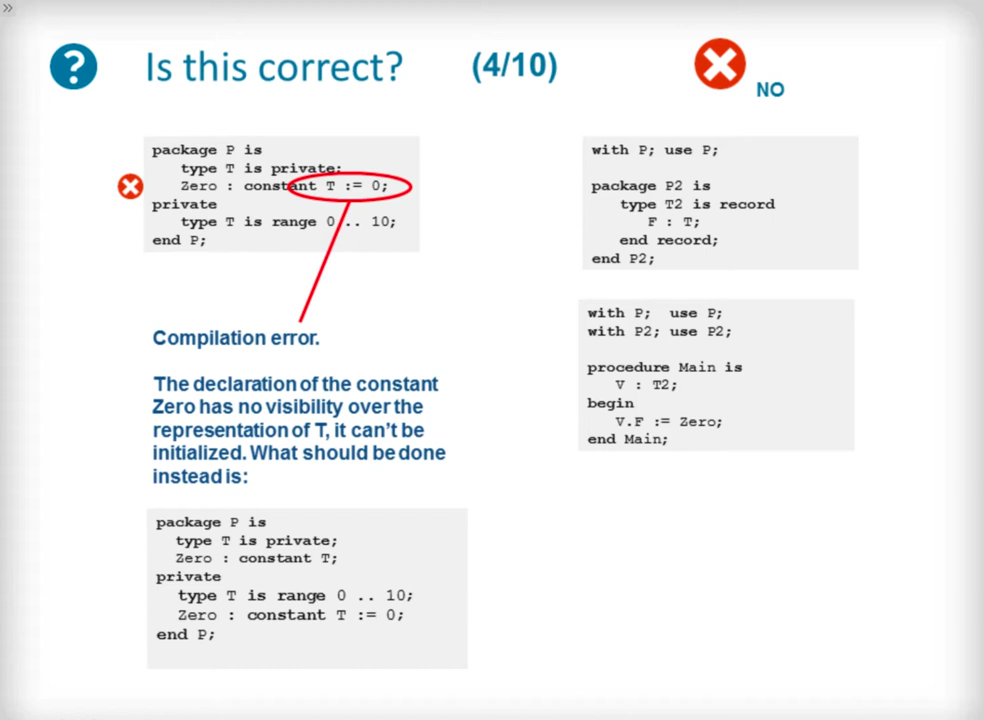 »
? Is this correct? (4/10)
NO
package P is
type T is private;
Zero : constant T := 0;
private
type T is range 0 .. 10;
end P;
Compilation error.
The declaration of the constant
Zero has no visibility over the
representation of T, it can't be
initialized. What should be done
instead is:
package P is
type T is private;
Zero : constant T;
private
type T is range 0 .. 10;
Zero : constant T := 0;
end P;
with P; use P;
package P2 is
type T2 is record
F : T;
end record;
end P2;
with P; use P;
with P2; use P2;
procedure Main is
V : T2;
begin
V.F := Zero;
end Main;